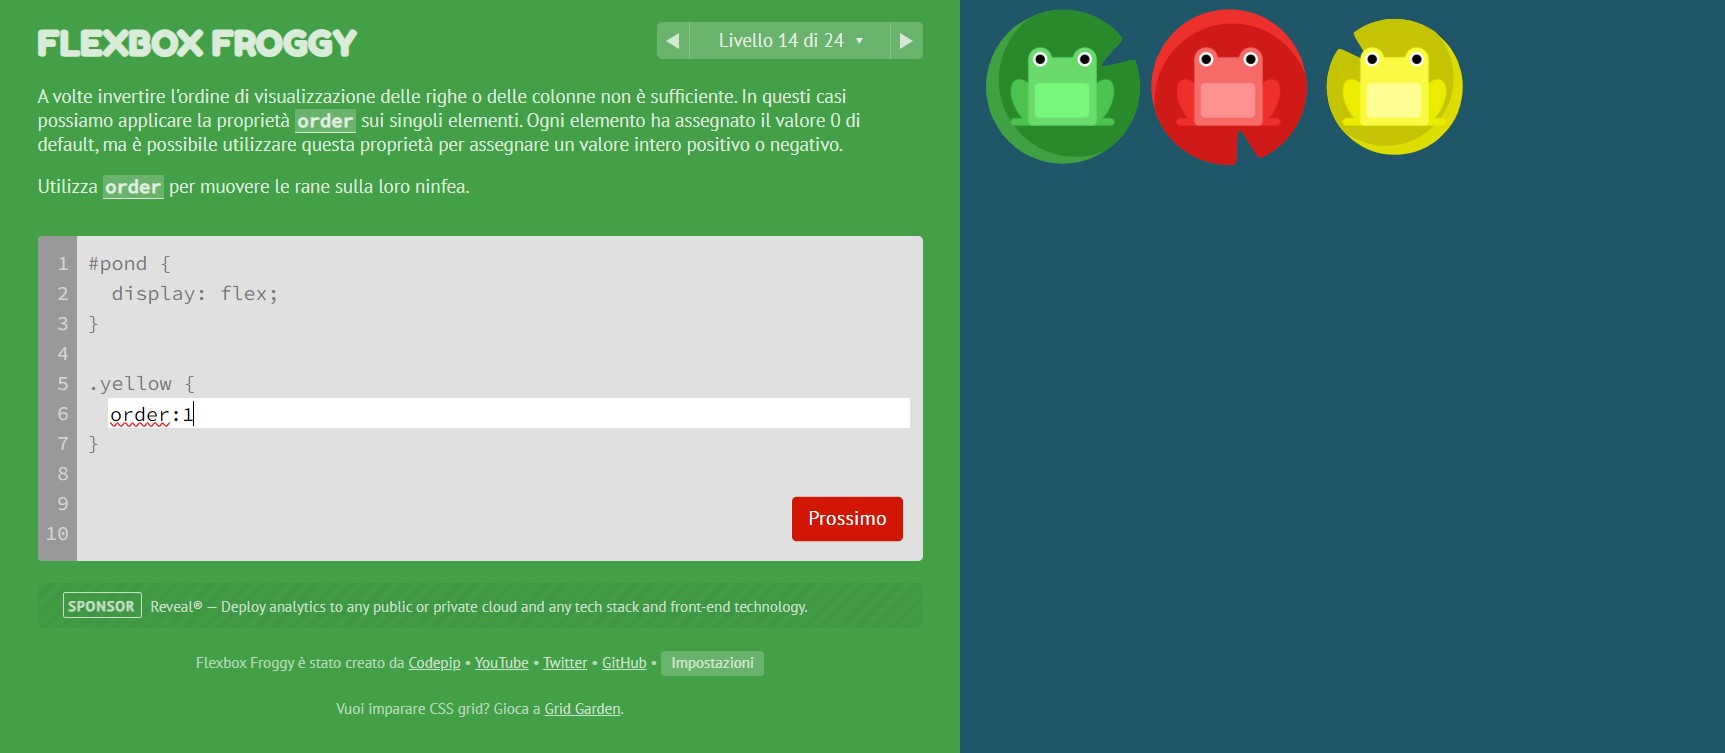 FLEXBOX FROGGY
Livello 14 di 24
A volte invertire l'ordine di visualizzazione delle righe o delle colonne non è sufficiente. In questi casi
possiamo applicare la proprietà order sui singoli elementi. Ogni elemento ha assegnato il valore 0 di
default, ma è possibile utilizzare questa proprietà per assegnare un valore intero positivo o negativo.
Utilizza order per muovere le rane sulla loro ninfea.
1 #pond {
2 display: flex;
3 }
4
5 .yellow {
6 order:1
7 }
8
9
10
Prossimo
SPONSOR Reveal® — Deploy analytics to any public or private cloud and any tech stack and front-end technology.
Flexbox Froggy è stato creato da Codepip • YouTube • Twitter • GitHub • Impostazioni
Vuoi imparare CSS grid? Gioca a Grid Garden.